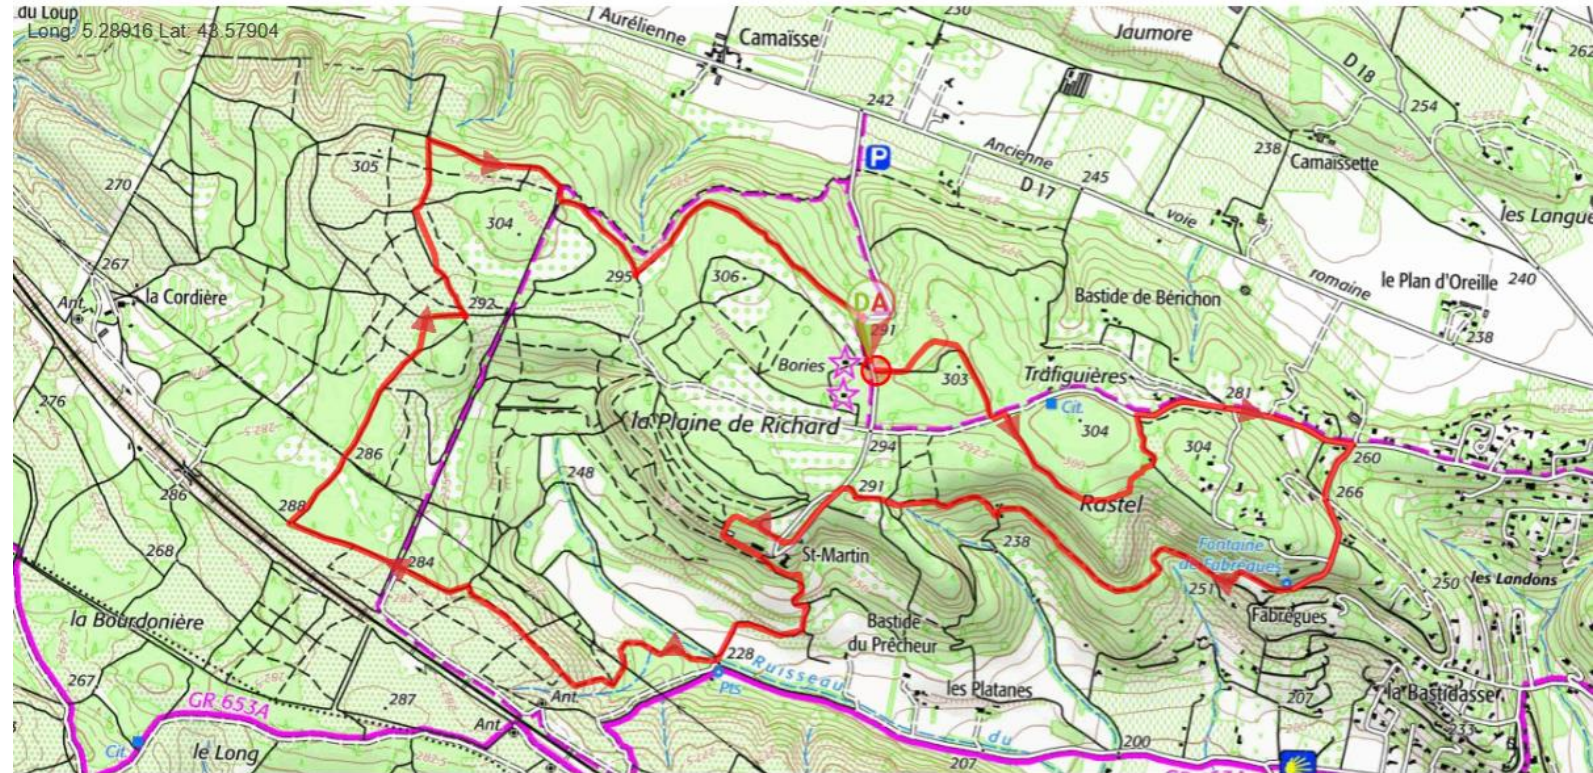 du Loup
Long: 5.28916 Lat: 43.57904
Aurélienne
Camaïsse
230
Jaumore
262
D 18
254
242
P
Ancienne
D 17
245
238
Camaïssette
voie
romaine
les Langue
270
305
304
267
Ant.
la Cordière
292
295
306
DA
291
Bories
303
Bastide de Bérichon
le Plan d'Oreille
240
238
276
Trafiguières
Cit.
281
la Plaine de Richard
294
292,5
304
304
260
286
286
288
248
291
Rastel
266
268
284
St-Martin
238
Fontaine
de Fabrègues
251
Fabrègues
250
les Landons
la Bourdonière
Bastide
du Prêcheur
228
Ruisseau
Pts
les Platanes
207
la Bastidasse
233
267
GR 653A
287
Ant.
Ant.
Cit.
le Long
282,5
du
200
207